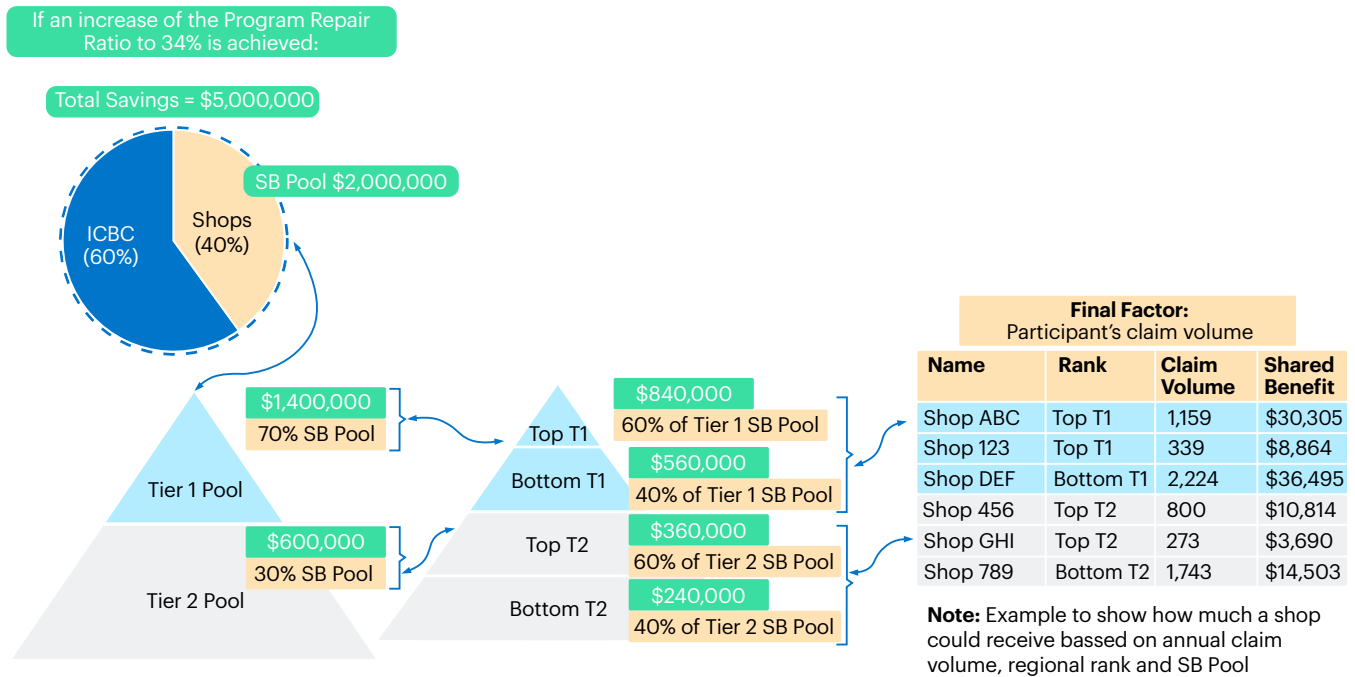 If an increase of the Program Repair
Ratio to 34% is achieved:
Total Savings = $5,000,000
SB Pool $2,000,000
ICBC
(60%)
Shops
(40%)
$1,400,000
70% SB Pool
Tier 1 Pool
$600,000
30% SB Pool
Tier 2 Pool
$840,000
60% of Tier 1 SB Pool
Top T1
$560,000
40% of Tier 1 SB Pool
Bottom T1
$360,000
60% of Tier 2 SB Pool
Top T2
$240,000
40% of Tier 2 SB Pool
Bottom T2
Final Factor:
Participant's claim volume
Name Rank Claim Shared
Volume Benefit
Shop ABC Top T1 1,159 $30,305
Shop 123 Top T1 339 $8,864
Shop DEF Bottom T1 2,224 $36,495
Shop 456 Top T2 800 $10,814
Shop GHI Top T2 273 $3,690
Shop 789 Bottom T2 1,743 $14,503
Note: Example to show how much a shop
could receive bassed on annual claim
volume, regional rank and SB Pool